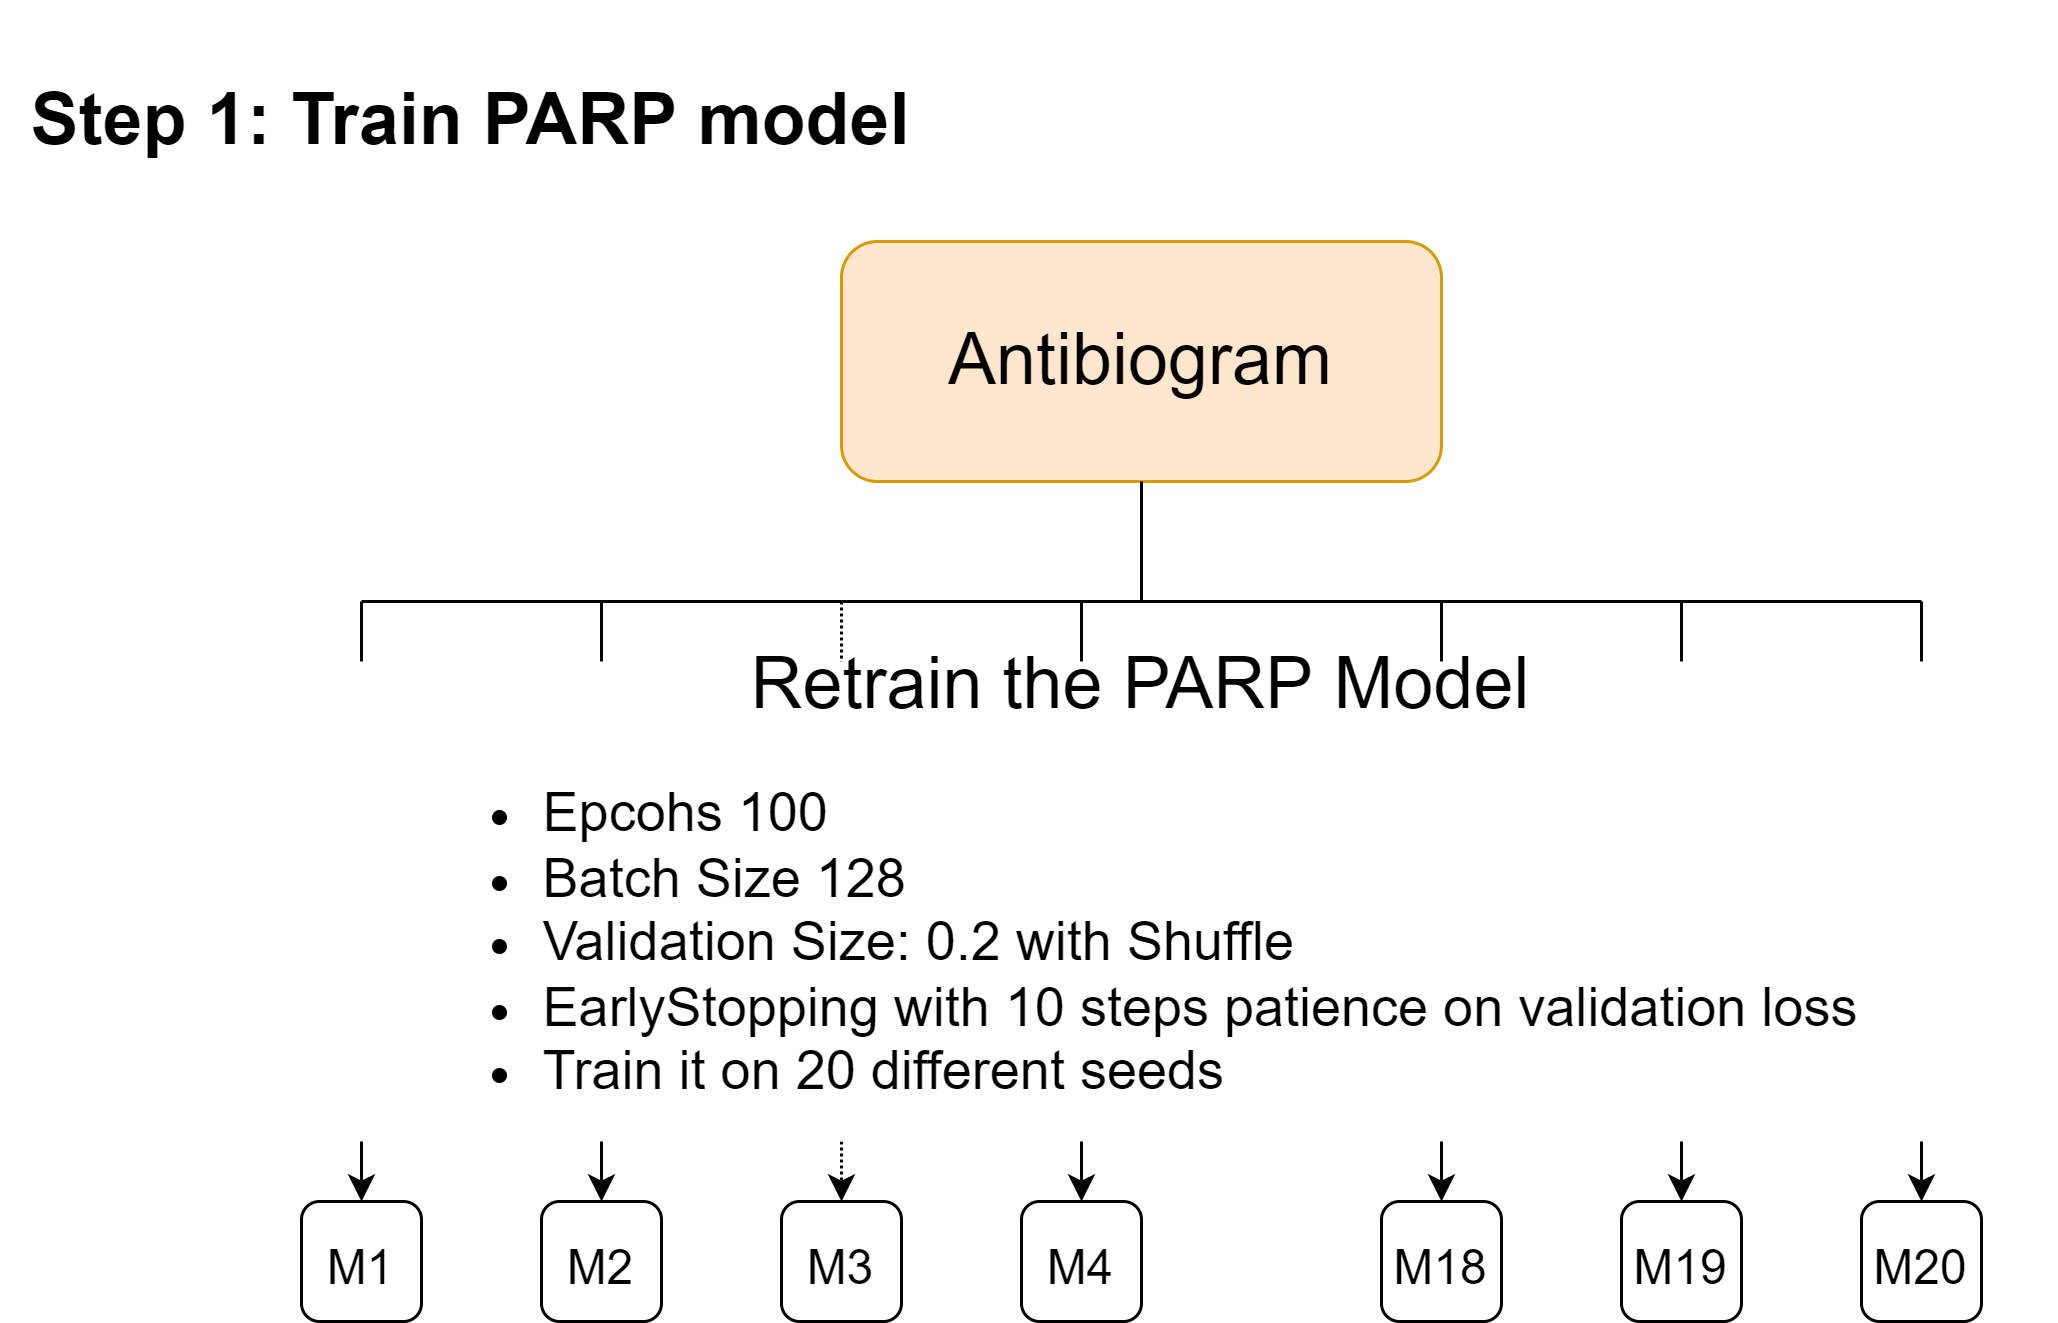 Step 1: Train PARP model
Antibiogram
Retrain the PARP Model
• Epcohs 100
• Batch Size 128
• Validation Size: 0.2 with Shuffle
• EarlyStopping with 10 steps patience on validation loss
• Train it on 20 different seeds
M1 M2 M3 M4 M18 M19 M20